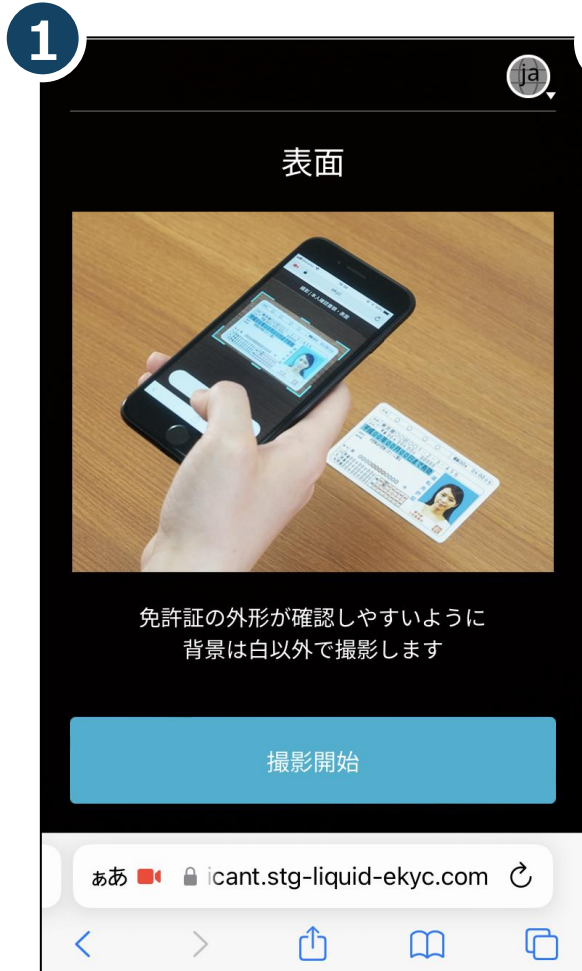 1
ja
表面
免許証の外形が確認しやすいように
背景は白以外で撮影します
撮影開始
ぁあ
icant.stg-liquid-ekyc.com